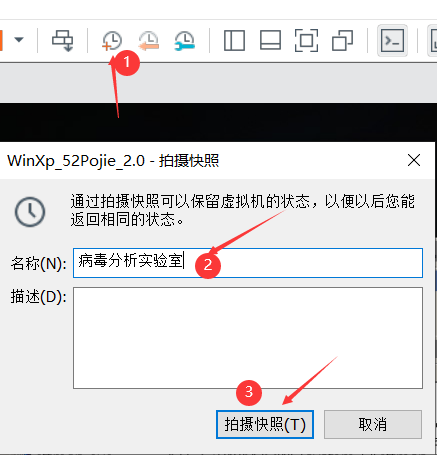 1
WinXp_52Pojie_2.0 - 拍摄快照
通过拍摄快照可以保留虚拟机的状态，以便以后您能
返回相同的状态。
名称(N): 病毒分析实验室
2
描述(D):
3
拍摄快照(T) 取消